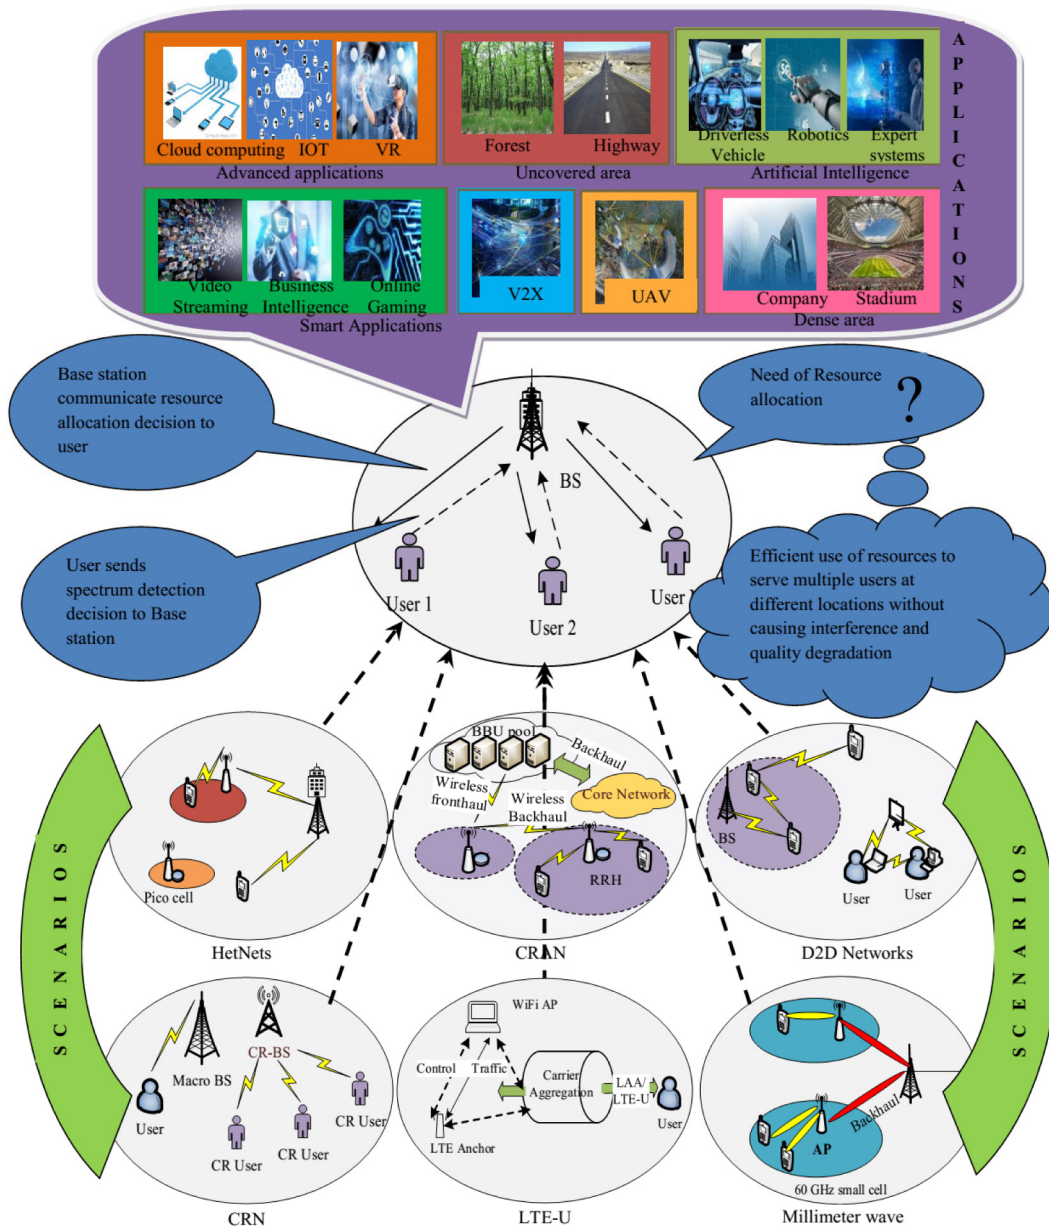 APPLICATIONS
Cloud computing IOT VR
Advanced applications
Forest Highway
Uncovered area
Driverless Robotics Expert
Vehicle systems
Artificial Intelligence
Video Business Online
Streaming Intelligence Gaming
Smart Applications
V2X
UAV
Company Stadium
Dense area
Base station
communicate resource
allocation decision to
user
Need of Resource
allocation
?
BS
User sends
spectrum detection
decision to Base
station
User 1
User 2
User
Efficient use of resources to
serve multiple users at
different locations without
causing interference and
quality degradation
SCENARIOS
Pico cell
HetNets
BBU pool
Backhaul
Wireless
fronthaul
Wireless
Backhaul
Core Network
RRH
CRAN
BS
User
User
D2D Networks
SCENARIOS
CR-BS
Macro BS
User
CR User
CR User
CR User
CRN
WiFi AP
Control Traffic
Carrier
Aggregation
LAA/
LTE-U
LTE Anchor
User
LTE-U
Backhaul
AP
60 GHz small cell
Millimeter wave